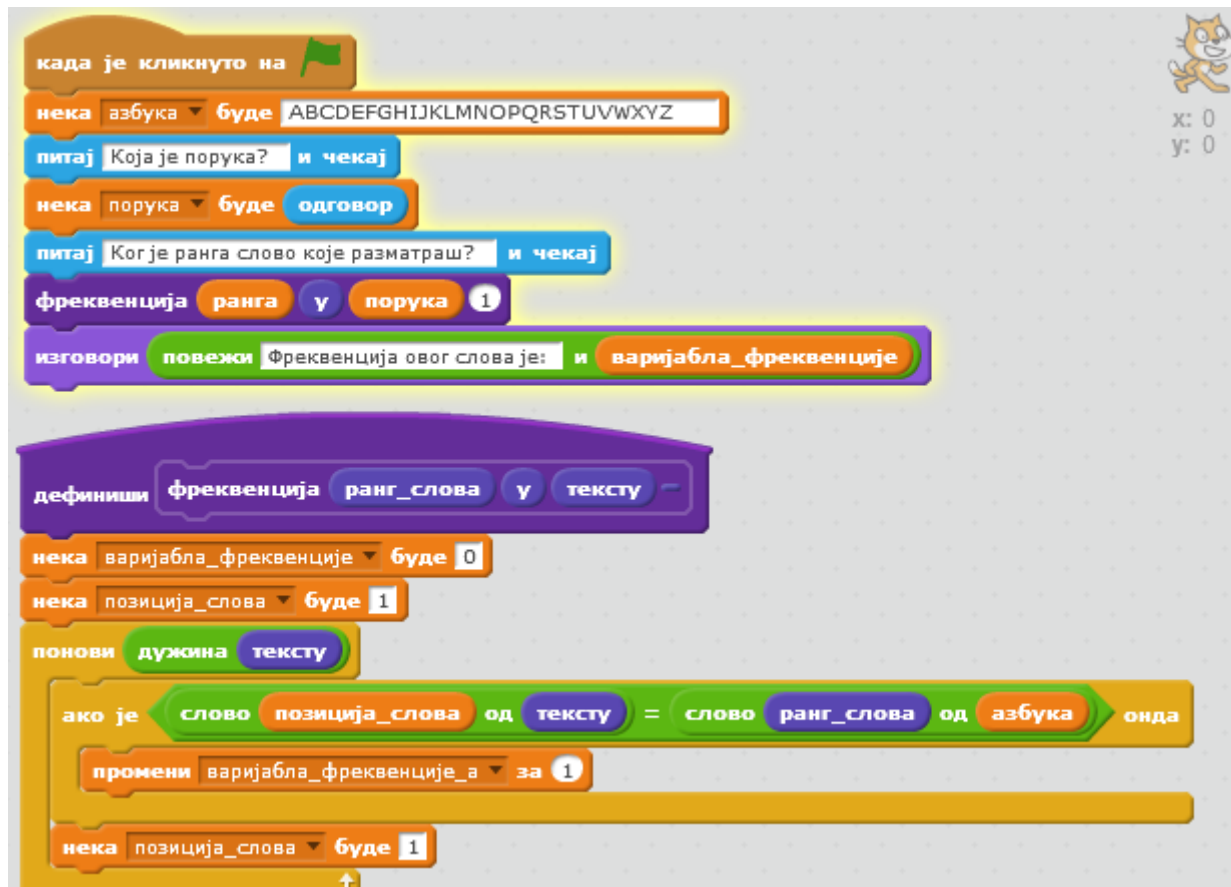 када је кликнуто на
нека азбука буде ABCDEFGHIJKLMNOPQRSTUVWXYZ
питај Која је порука? и чекај
нека порука буде одговор
питај Ког је ранга слово које разматраш? и чекај
фреквенција ранга у порука 1
изговори повежи Фреквенција овог слова је: и варијабла_фреквенције
x: 0
y: 0
дефиниши фреквенција ранг_слова у тексту
нека варијабла_фреквенције буде 0
нека позиција_слова буде 1
понови дужина тексту
ако је слово позиција_слова од тексту = слово ранг_слова од азбука онда
промени варијабла_фреквенције_а за 1
нека позиција_слова буде 1